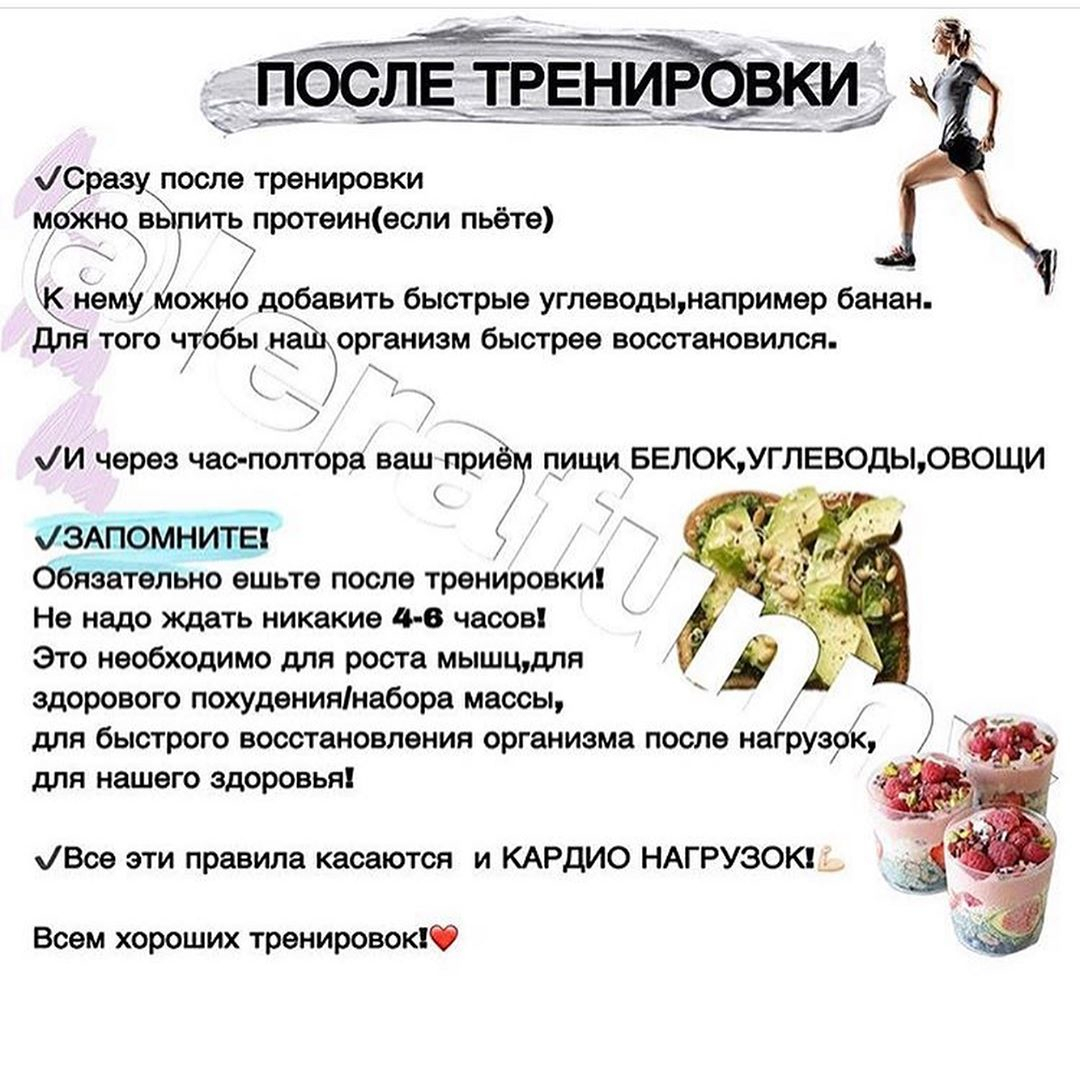 ПОСЛЕ ТРЕНИРОВКИ
✓Сразу после тренировки
можно выпить протеин(если пьёте)
К нему можно добавить быстрые углеводы,например банан.
Для того чтобы наш организм быстрее восстановился.
✓И через час-полтора ваш приём пищи БЕЛОК,УГЛЕВОДЫ,ОВОЩИ
✓ЗАПОМНИТЕ!
Обязательно ешьте после тренировки!
Не надо ждать никакие 4-6 часов!
Это необходимо для роста мышц,для
здорового похудения/набора массы,
для быстрого восстановления организма после нагрузок,
для нашего здоровья!
✓Все эти правила касаются и КАРДИО НАГРУЗОК!💪🏻
Всем хороших тренировок!❤️